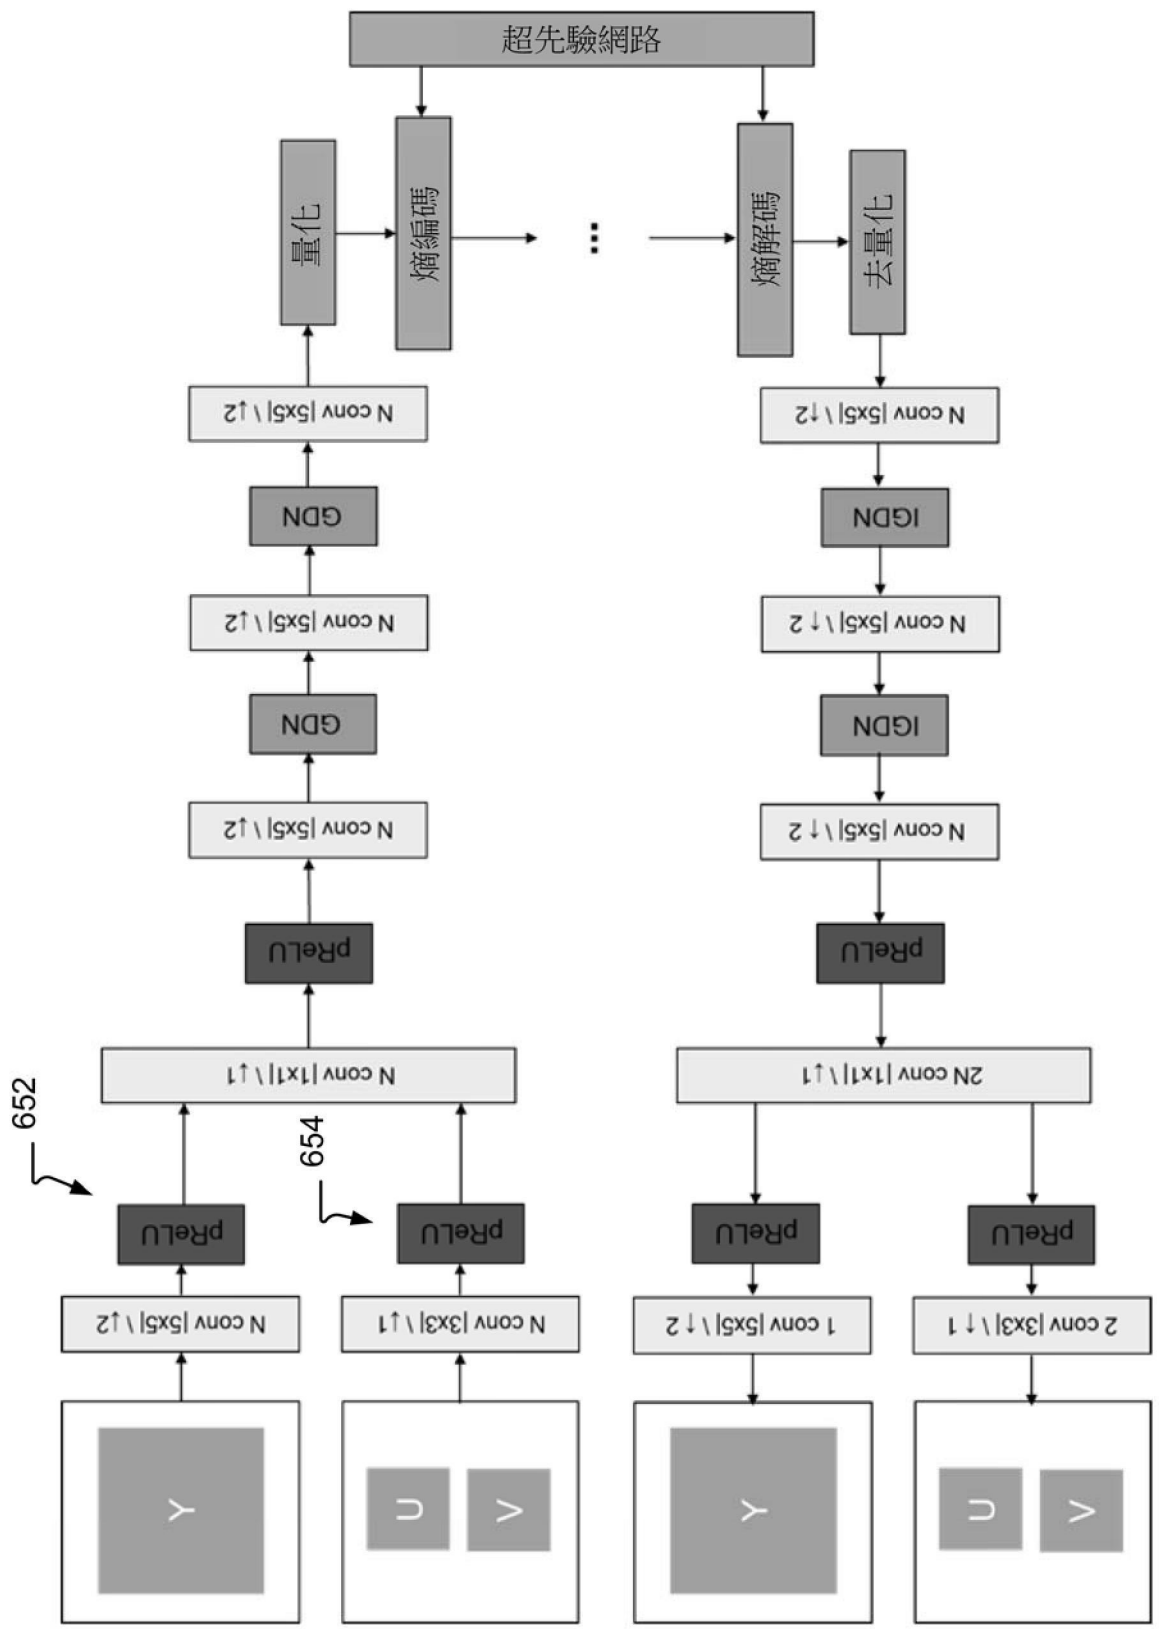 超先驗網路
量化
熵編碼
...
熵解碼
去量化
N conv |5x5| \ ↓2
N conv |5x5| \ ↑2
GDN
IGDN
N conv |5x5| \ ↓2
N conv |5x5| \ ↑ 2
GDN
IGDN
N conv |5x5| \ ↓2
N conv |5x5| \ ↑ 2
pReLU
pReLU
N conv |1x1| \ ↓1
2N conv |1x1| \ ↓1
652
654
pReLU
pReLU
pReLU
pReLU
N conv |5x5| \ ↓2
N conv |3x3| \ ↓1
1 conv |5x5| \ ↑ 2
2 conv |3x3| \ ↑ 1
Y
U
V
Y
U
V